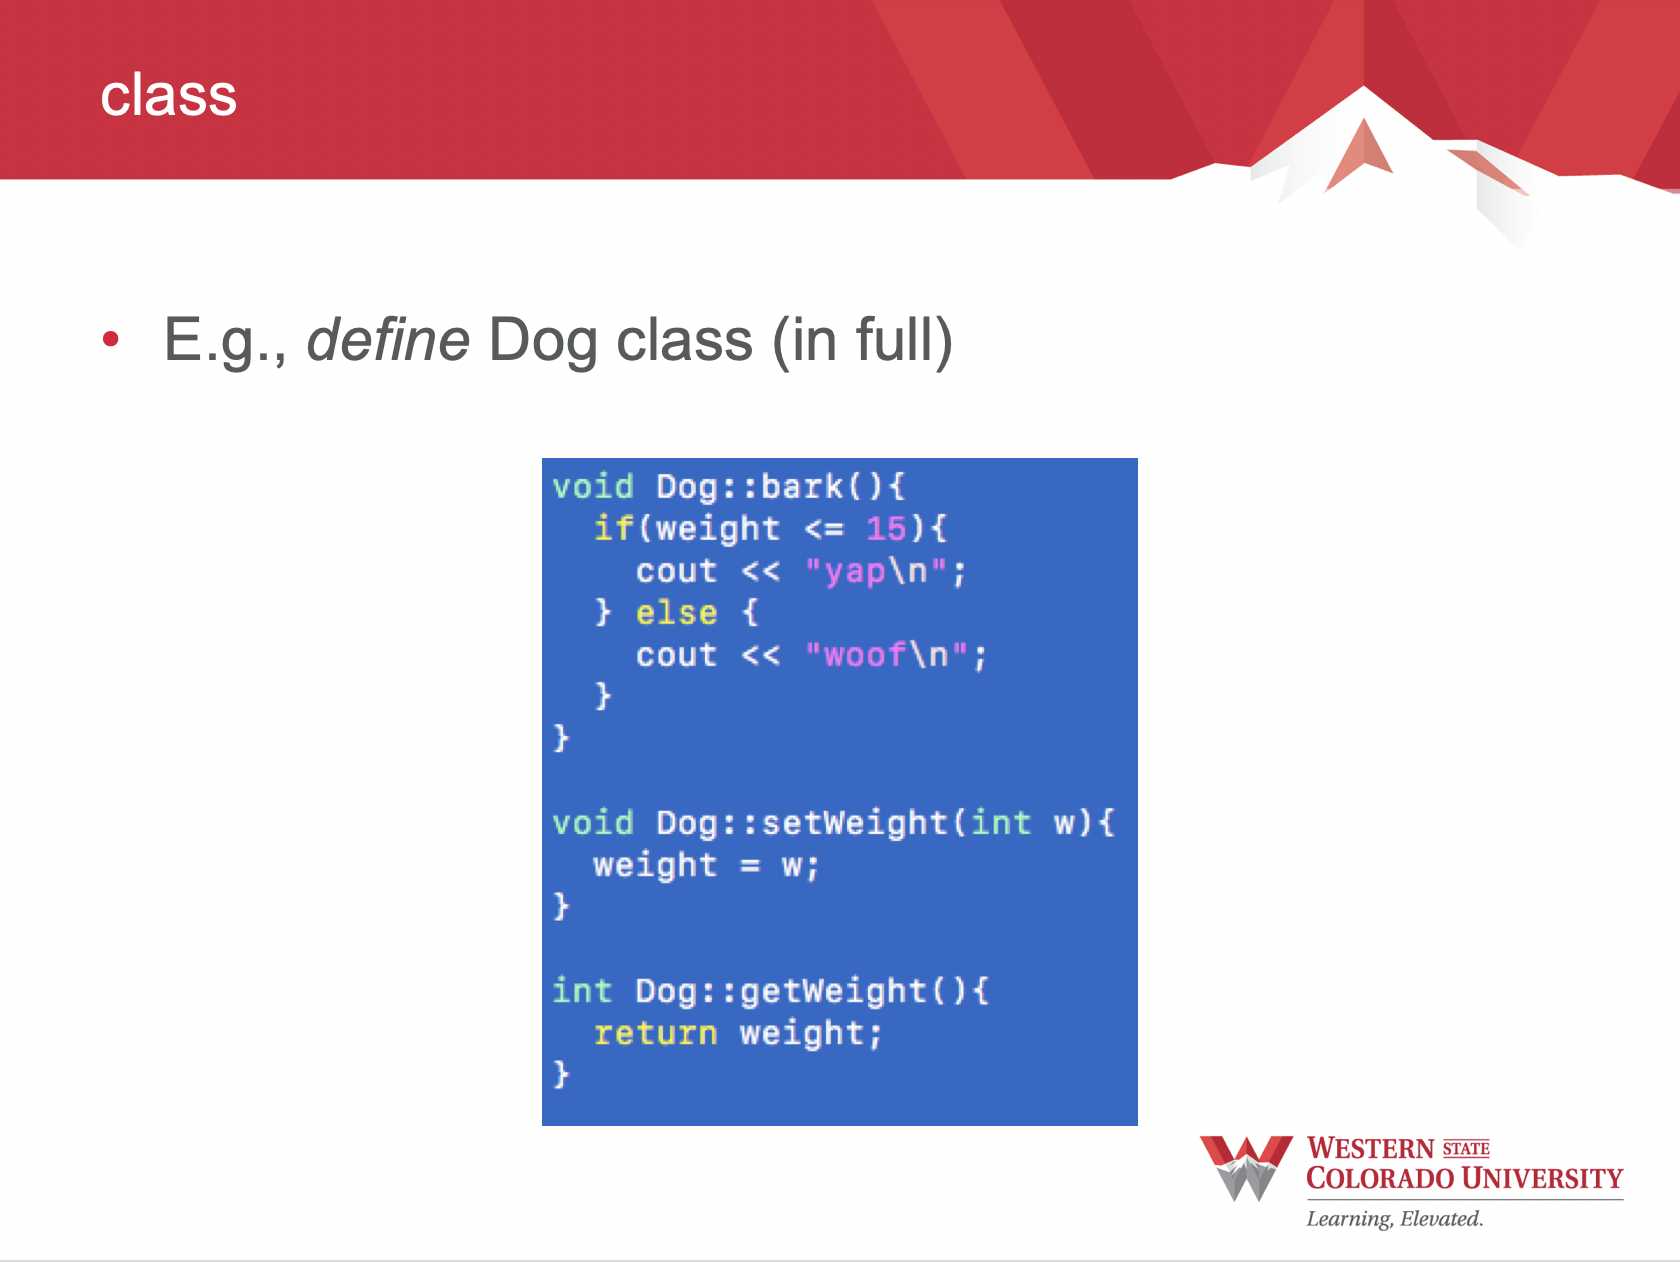 class
• E.g., define Dog class (in full)
void Dog::bark(){
  if(weight <= 15){
    cout << "yap\n";
  } else {
    cout << "woof\n";
  }
}

void Dog::setWeight(int w){
  weight = w;
}

int Dog::getWeight(){
  return weight;
}
WESTERN STATE
COLORADO UNIVERSITY
Learning, Elevated.